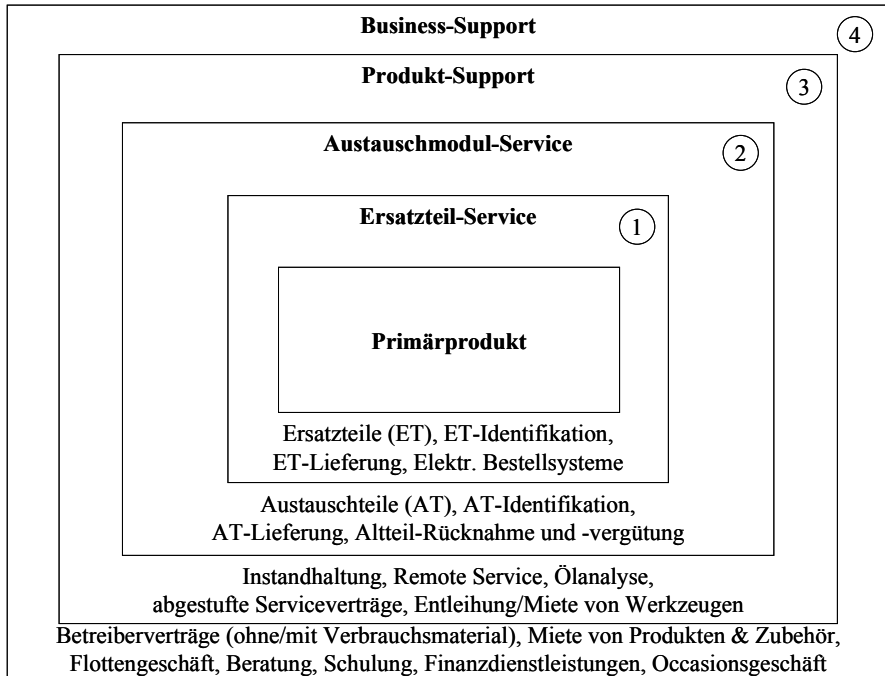 Business-Support
4
Produkt-Support
3
Austauschmodul-Service
2
Ersatzteil-Service
1
Primärprodukt
Ersatzteile (ET), ET-Identifikation,
ET-Lieferung, Elektr. Bestellsysteme
Austauschteile (AT), AT-Identifikation,
AT-Lieferung, Altteil-Rücknahme und -vergütung
Instandhaltung, Remote Service, Ölanalyse,
abgestufte Serviceverträge, Entleihung/Miete von Werkzeugen
Betreiberverträge (ohne/mit Verbrauchsmaterial), Miete von Produkten & Zubehör,
Flottengeschäft, Beratung, Schulung, Finanzdienstleistungen, Occasionsgeschäft